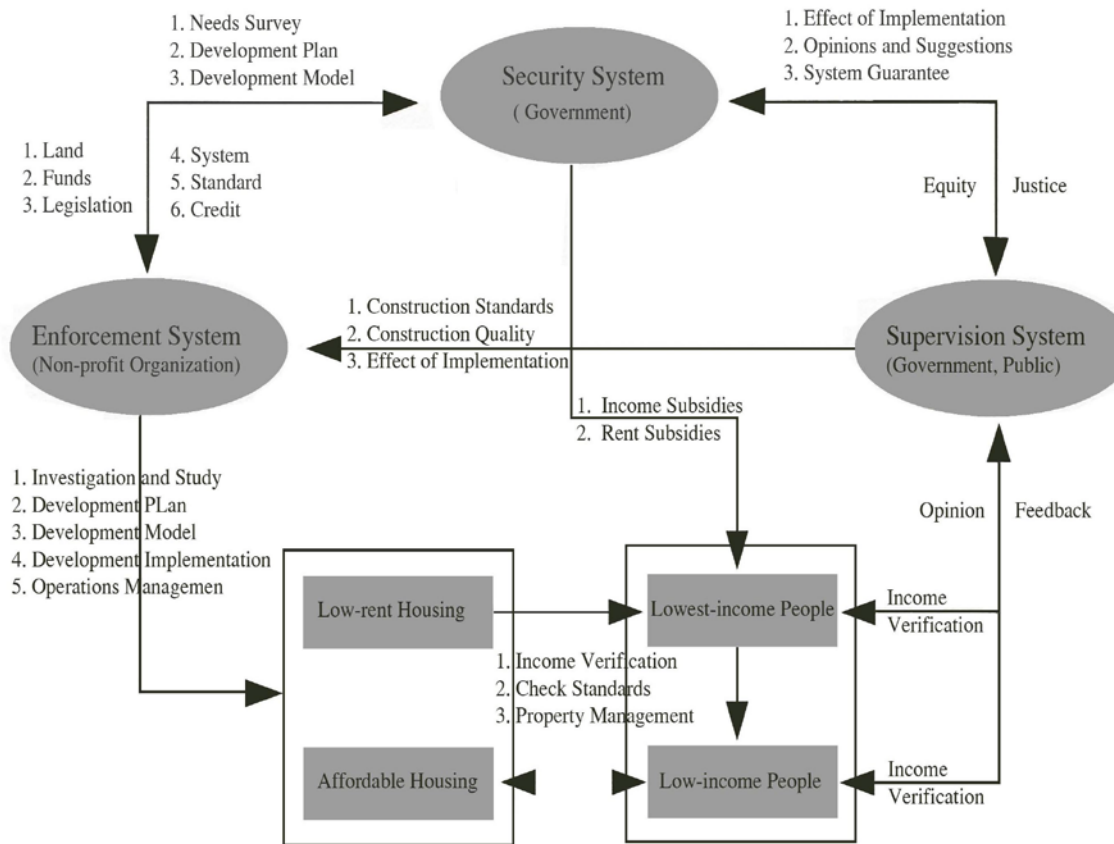 1. Needs Survey
2. Development Plan
3. Development Model
Security System
( Government)
1. Effect of Implementation
2. Opinions and Suggestions
3. System Guarantee
1. Land
2. Funds
3. Legislation
4. System
5. Standard
6. Credit
Equity
Justice
Enforcement System
(Non-profit Organization)
1. Construction Standards
2. Construction Quality
3. Effect of Implementation
Supervision System
(Government, Public)
1. Income Subsidies
2. Rent Subsidies
1. Investigation and Study
2. Development PLan
3. Development Model
4. Development Implementation
5. Operations Managemen
Opinion
Feedback
Low-rent Housing
Lowest-income People
Income
Verification
1. Income Verification
2. Check Standards
3. Property Management
Affordable Housing
Low-income People
Income
Verification